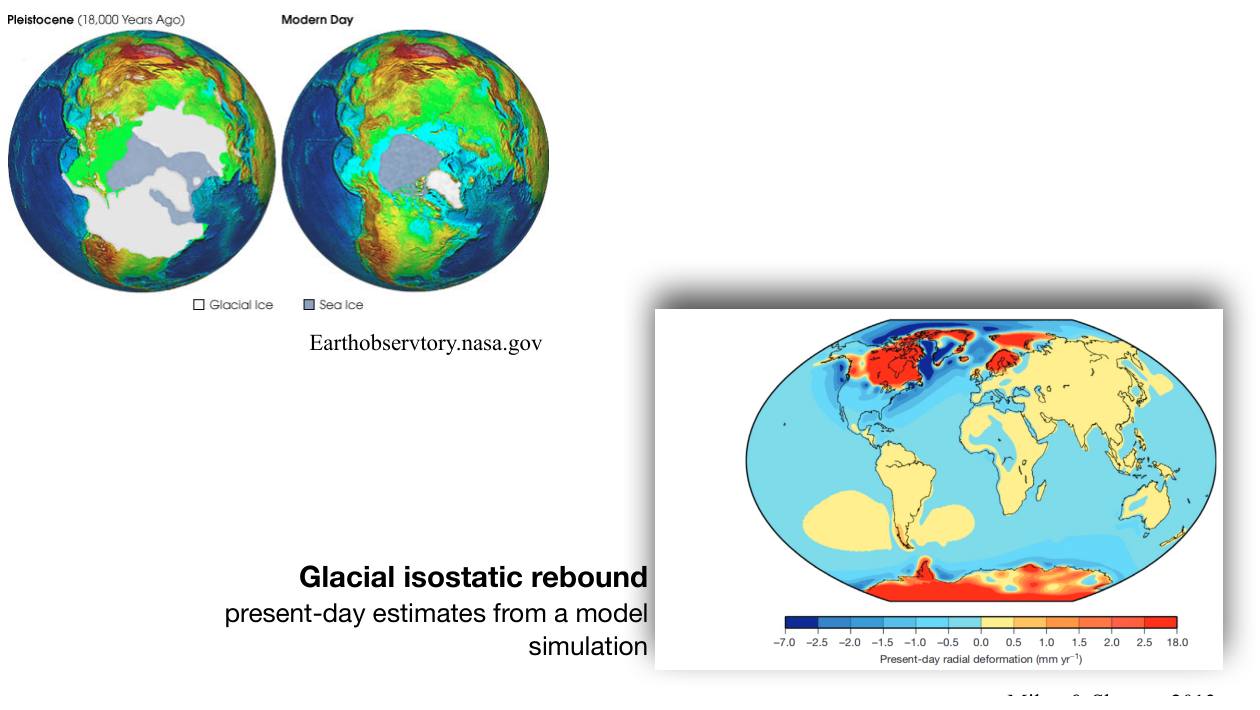 Pleistocene (18,000 Years Ago)
Modern Day
Glacial Ice
Sea Ice
Earthobservtory.nasa.gov
Glacial isostatic rebound
present-day estimates from a model
simulation
−7.0 −2.5 −2.0 −1.5 −1.0 −0.5 0.0 0.5 1.0 1.5 2.0 2.5 18.0
Present-day radial deformation (mm yr⁻¹)